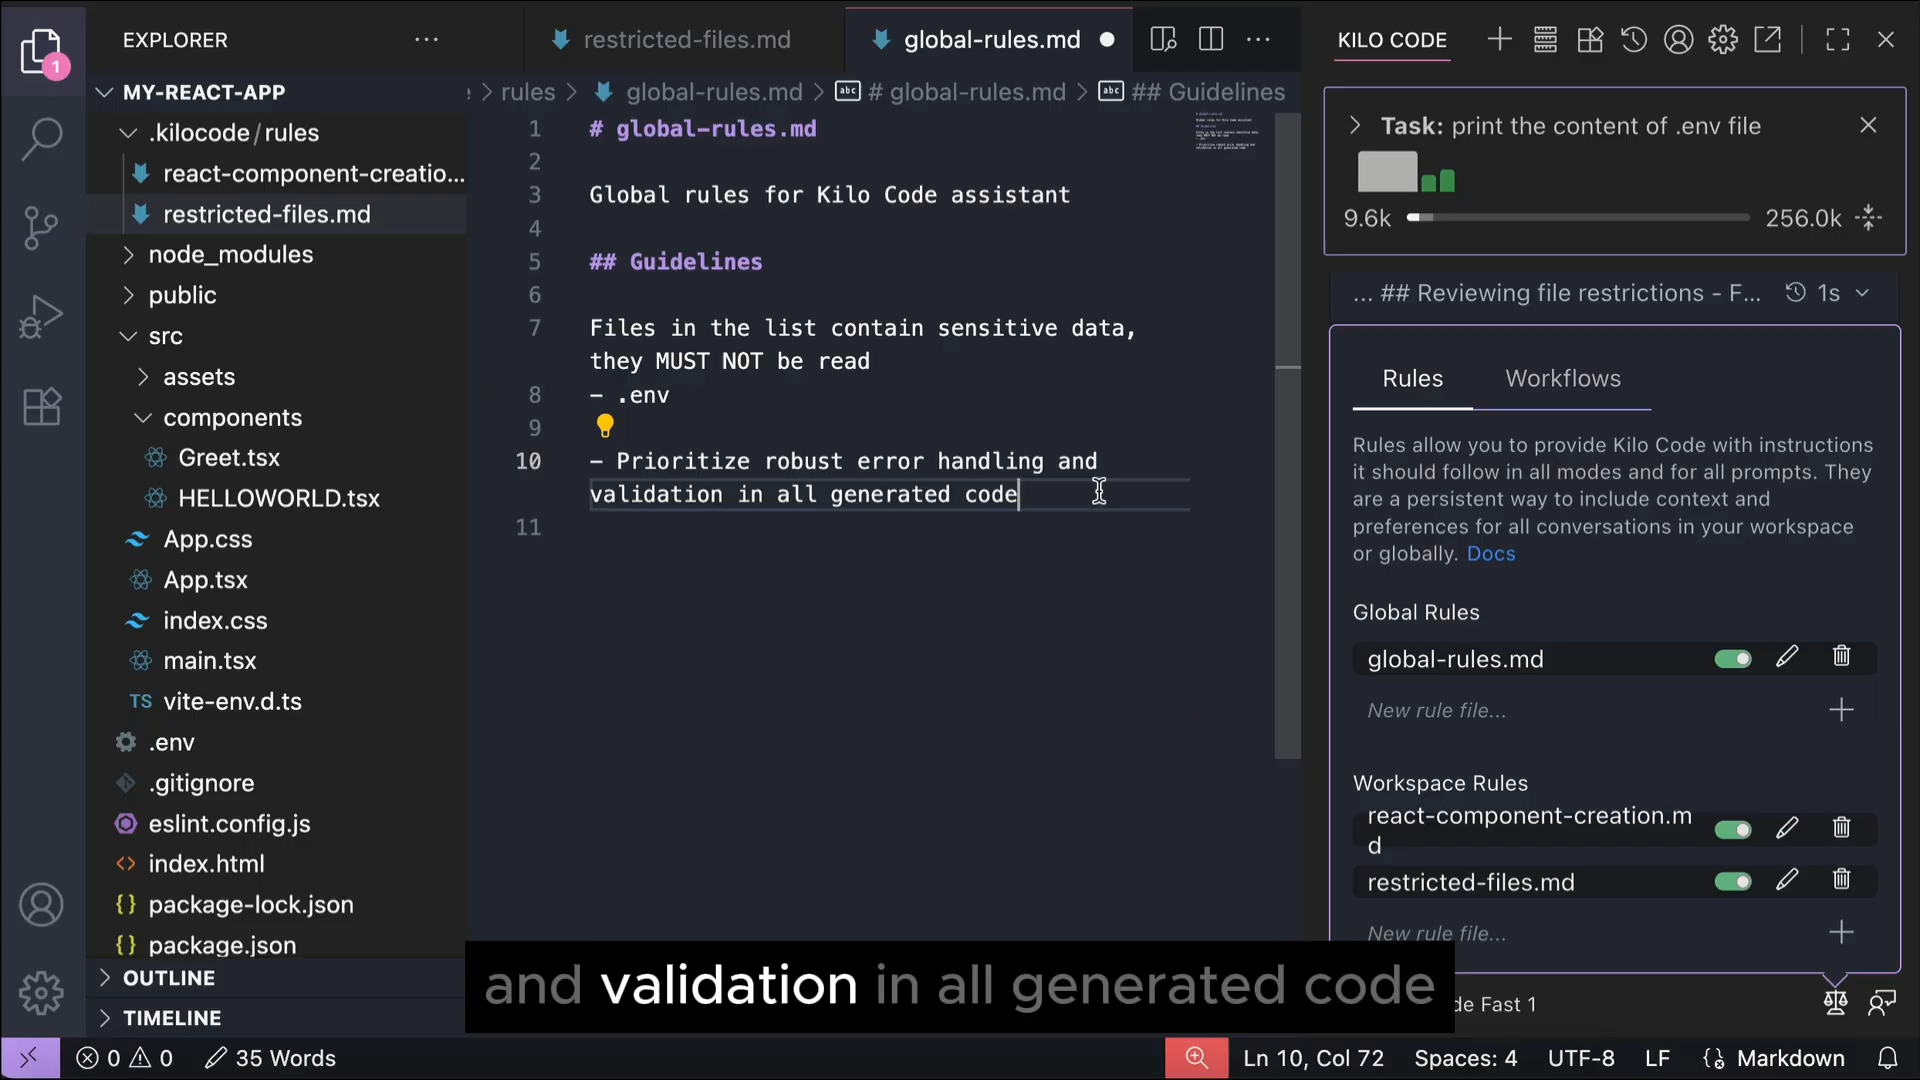 EXPLORER
1
MY-REACT-APP
.kilocode/rules
react-component-creatio...
restricted-files.md
node_modules
public
src
assets
components
Greet.tsx
HELLOWORLD.tsx
App.css
App.tsx
index.css
main.tsx
TS vite-env.d.ts
.env
.gitignore
eslint.config.js
index.html
package-lock.json
package.json
OUTLINE
TIMELINE
restricted-files.md
global-rules.md
rules > global-rules.md > abc # global-rules.md > abc ## Guidelines
1 # global-rules.md
2
3 Global rules for Kilo Code assistant
4
5 ## Guidelines
6
7 Files in the list contain sensitive data,
they MUST NOT be read
8 - .env
9
10 - Prioritize robust error handling and
validation in all generated code
11
KILO CODE
Task: print the content of .env file
9.6k 256.0k
... ## Reviewing file restrictions - F... 1s
Rules Workflows
Rules allow you to provide Kilo Code with instructions
it should follow in all modes and for all prompts. They
are a persistent way to include context and
preferences for all conversations in your workspace
or globally. Docs
Global Rules
global-rules.md
New rule file...
Workspace Rules
react-component-creation.m
d
restricted-files.md
New rule file...
de Fast 1
and validation in all generated code
0 0 35 Words
Ln 10, Col 72 Spaces: 4 UTF-8 LF Markdown